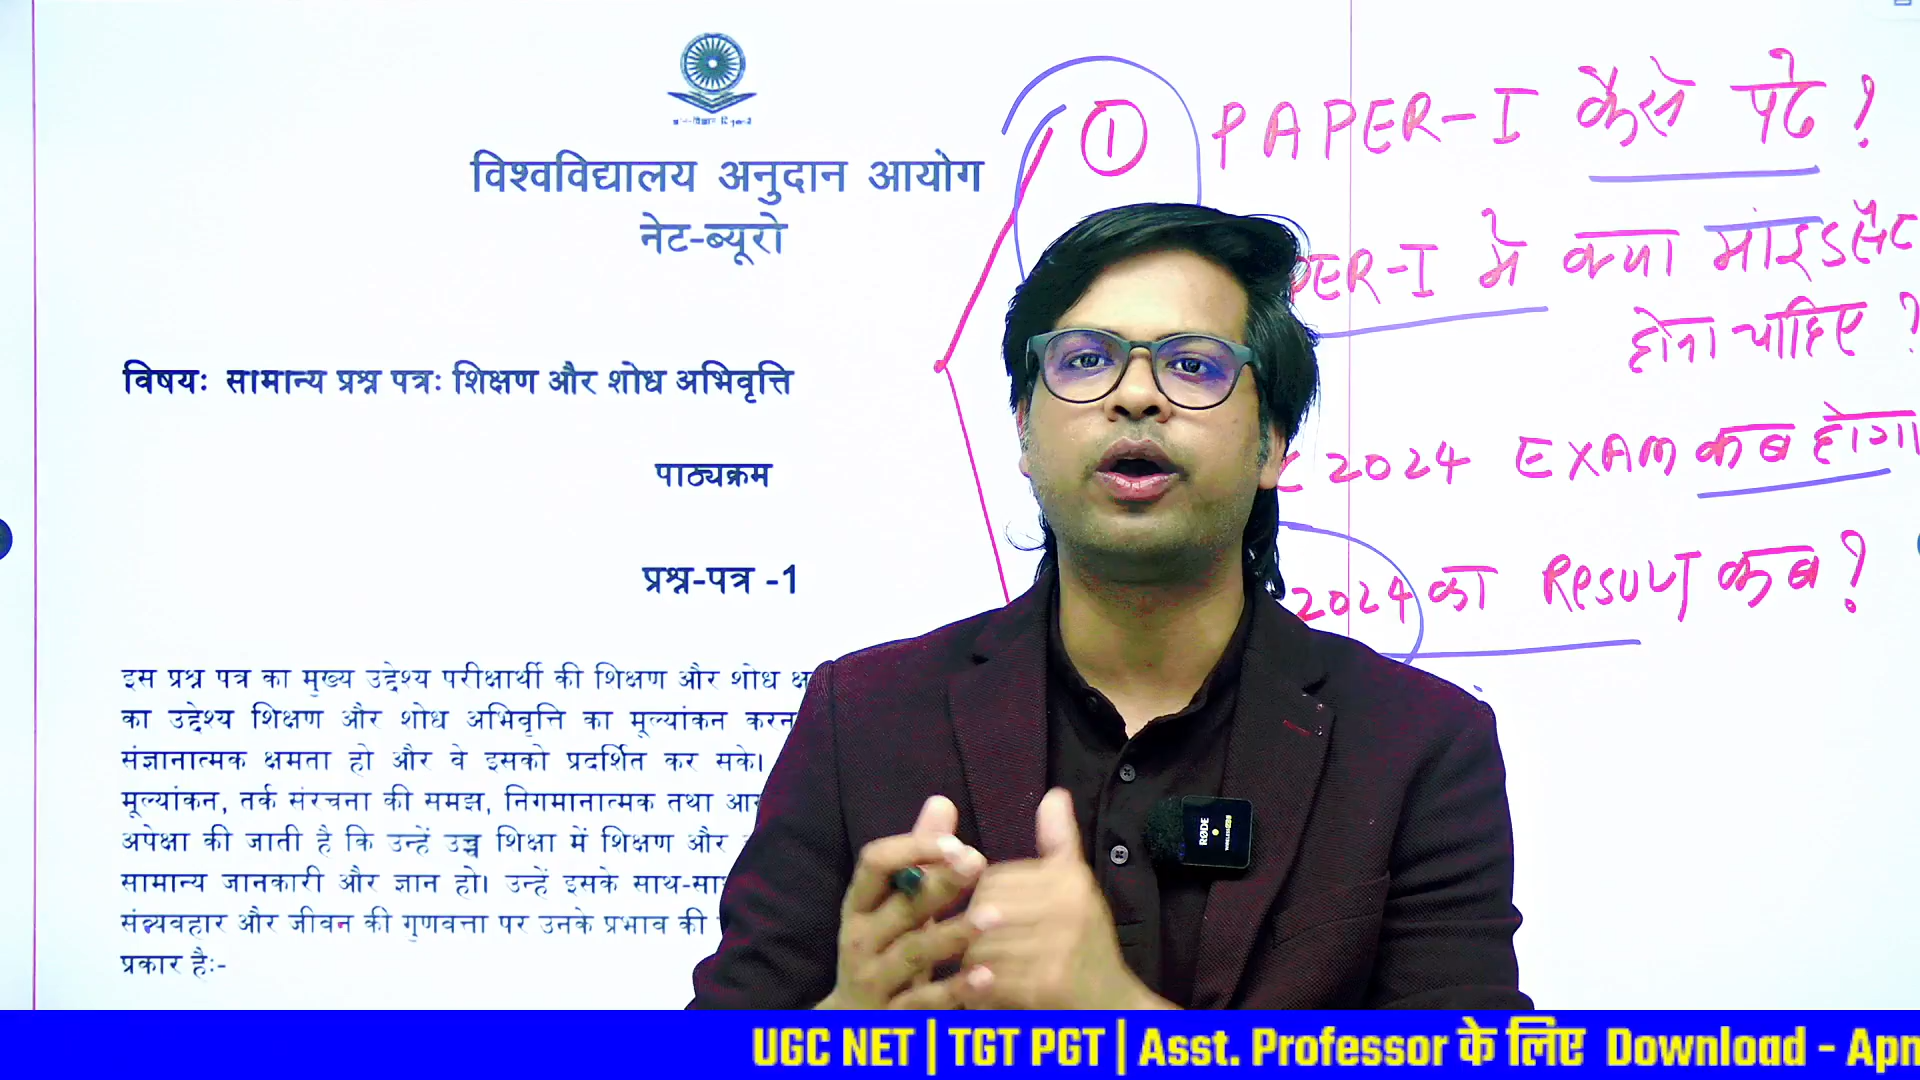 विश्वविद्यालय अनुदान आयोग
नेट-ब्यूरो
विषयः सामान्य प्रश्न पत्रः शिक्षण और शोध अभिवृत्ति
पाठ्यक्रम
प्रश्न-पत्र -1
इस प्रश्न पत्र का मुख्य उद्देश्य परीक्षार्थी की शिक्षण और शोध
का उद्देश्य शिक्षण और शोध अभिवृत्ति का मूल्यांकन
संज्ञानात्मक क्षमता हो और वे इसको प्रदर्शित कर सके।
मूल्यांकन, तर्क संरचना की समझ, निगमानात्मक तथा
अपेक्षा की जाती है कि उन्हें उच्च शिक्षा में शिक्षण और
सामान्य जानकारी और ज्ञान हो। उन्हें इसके
संव्यवहार और जीवन की गुणवत्ता पर उनके प्रभाव की
प्रकार हैः-
1 PAPER-I कैसे पढे ?
PER-I मे क्या माइंडसैट
होना चाहिए ?
2024 EXAM कब होगा
2024 का Result कब ?
RØDE
UGC NET | TGT PGT | Asst. Professor के लिए Download - Apn